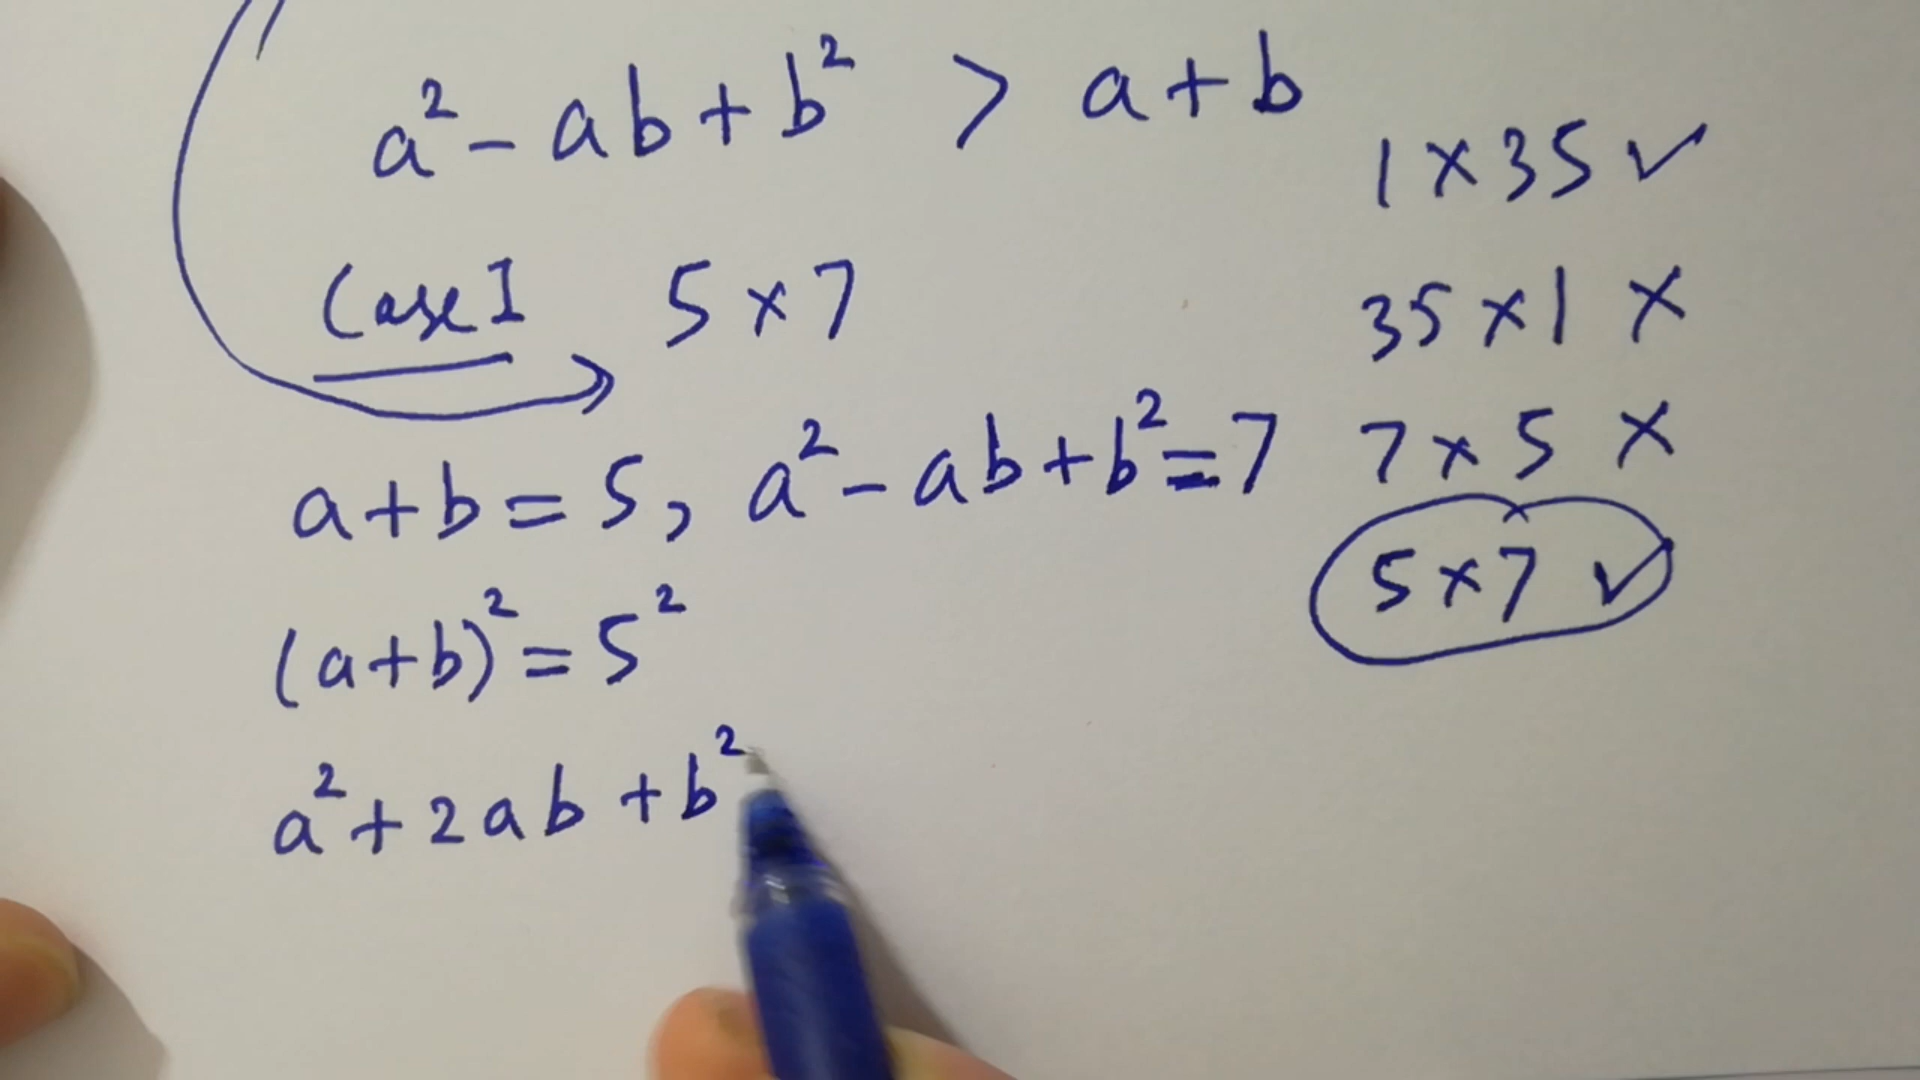 a² - ab + b² > a + b
1 × 35 ✓
Case I 5 × 7
35 × 1 ×
a + b = 5, a² - ab + b² = 7
7 × 5 ×
5 × 7 ✓
(a + b)² = 5²
a² + 2ab + b²